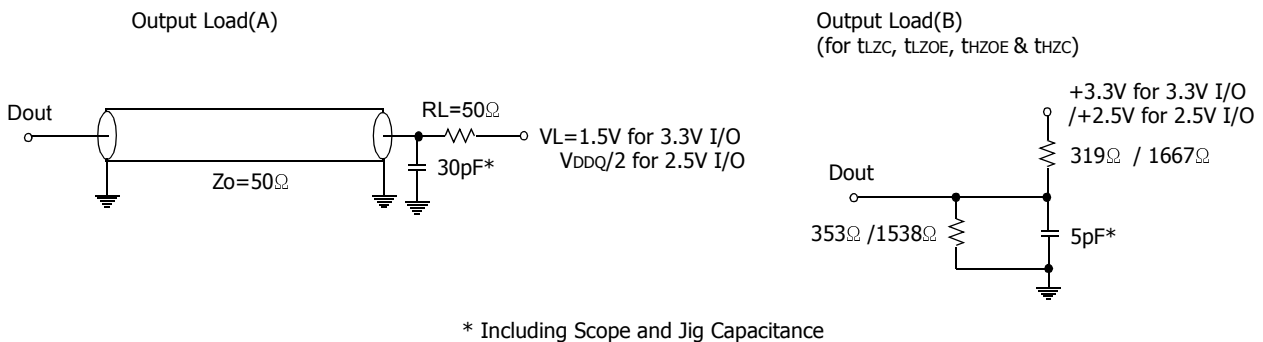 Output Load(A)
Dout
RL=50Ω
VL=1.5V for 3.3V I/O
VDDQ/2 for 2.5V I/O
30pF*
Zo=50Ω
Output Load(B)
(for tLZC, tLZOE, tHZOE & tHZC)
+3.3V for 3.3V I/O
/+2.5V for 2.5V I/O
319Ω / 1667Ω
Dout
353Ω /1538Ω
5pF*
* Including Scope and Jig Capacitance